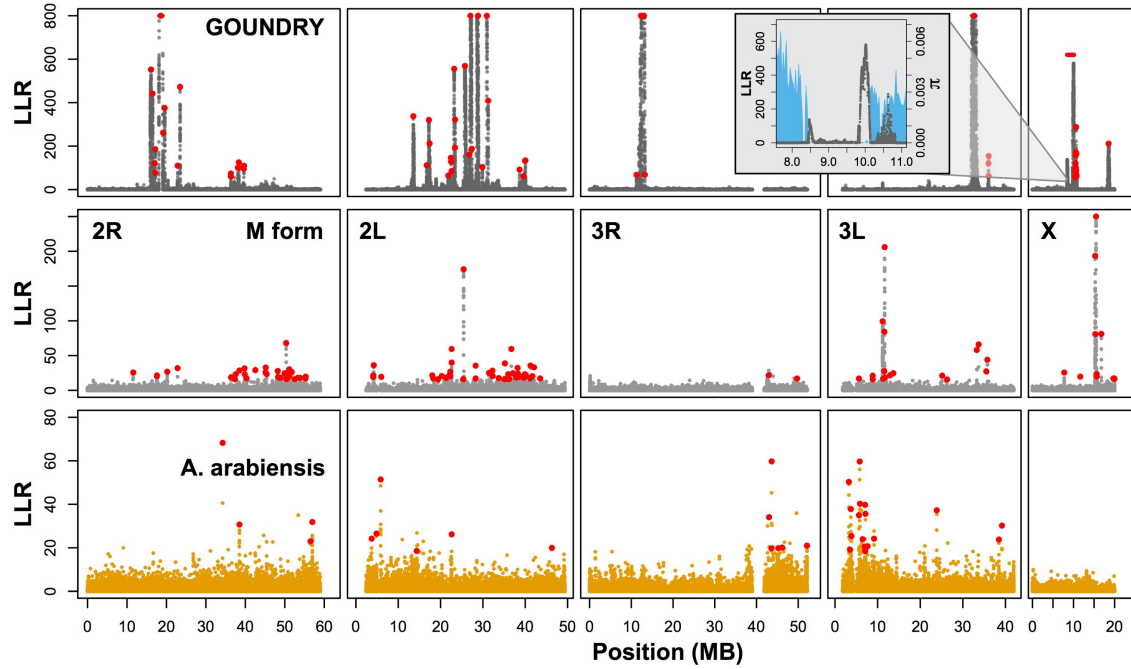 GOUNDRY
LLR
800
600
400
200
0
LLR
600
400
200
0
0.006
0.003
0.000
π
8.0
9.0
10.0
11.0
2R
M form
2L
3R
3L
X
LLR
250
150
100
50
0
A. arabiensis
LLR
80
60
40
20
0
0 10 20 30 40 50 60 0 10 20 30 40 50 0 10 20 30 40 50 0 10 20 30 40 0 10 20
Position (MB)